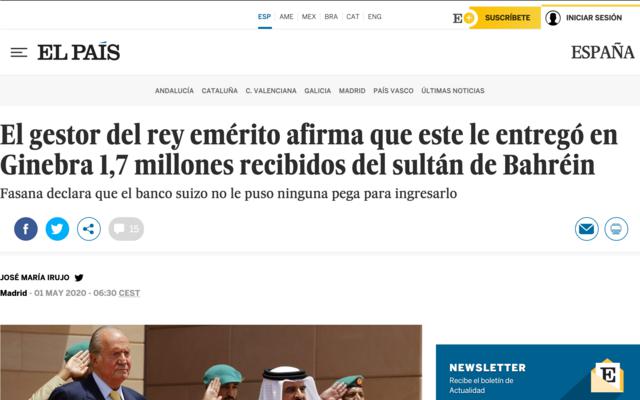 ESP AME MEX BRA CAT ENG
E+ SUSCRÍBETE INICIAR SESIÓN
EL PAÍS
ESPAÑA
ANDALUCÍA CATALUÑA C. VALENCIANA GALICIA MADRID PAÍS VASCO ÚLTIMAS NOTICIAS
El gestor del rey emérito afirma que este le entregó en
Ginebra 1,7 millones recibidos del sultán de Bahréin
Fasana declara que el banco suizo no le puso ninguna pega para ingresarlo
15
JOSÉ MARÍA IRUJO
Madrid - 01 MAY 2020 - 06:30 CEST
NEWSLETTER
Recibe el boletín de
Actualidad
E